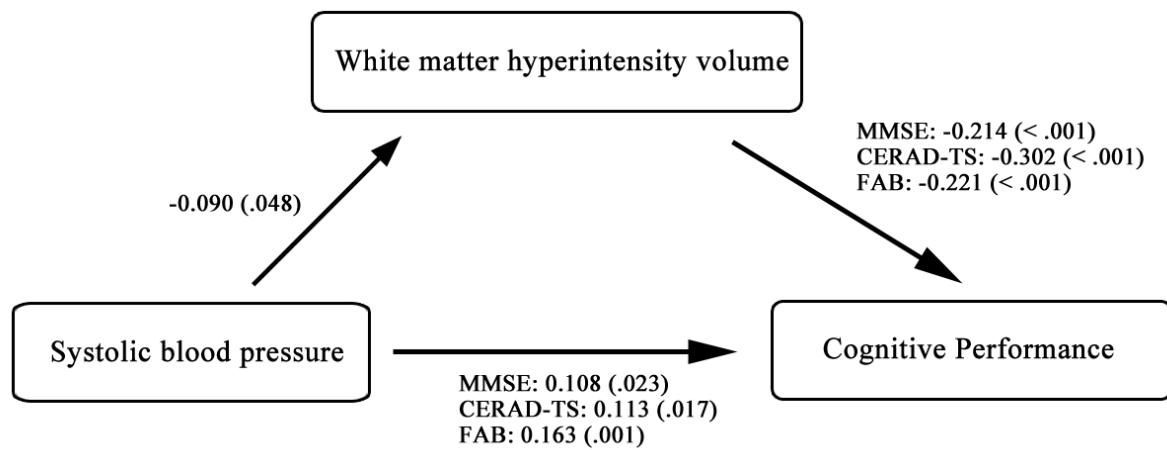 White matter hyperintensity volume
MMSE: -0.214 (< .001)
CERAD-TS: -0.302 (< .001)
FAB: -0.221 (< .001)
-0.090 (.048)
Systolic blood pressure
Cognitive Performance
MMSE: 0.108 (.023)
CERAD-TS: 0.113 (.017)
FAB: 0.163 (.001)